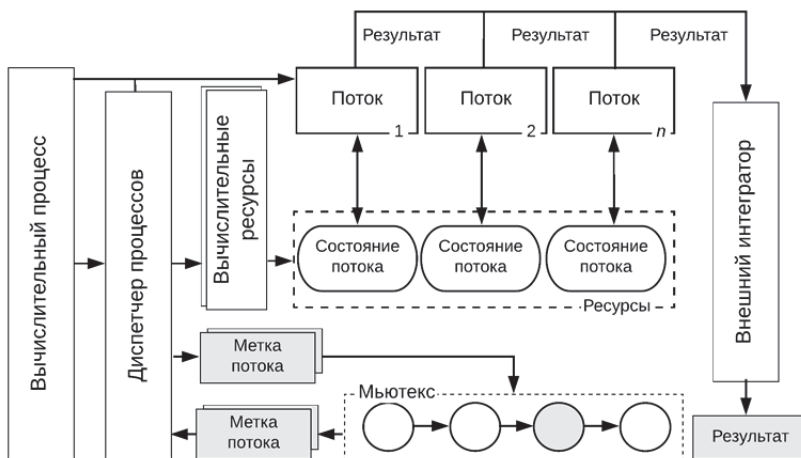 Результат
Результат
Результат
Поток
1
Поток
2
Поток
n
Вычислительный процесс
Диспетчер процессов
Вычислительные
ресурсы
Состояние
потока
Состояние
потока
Состояние
потока
Ресурсы
Внешний интегратор
Метка
потока
Мьютекс
Метка
потока
Результат